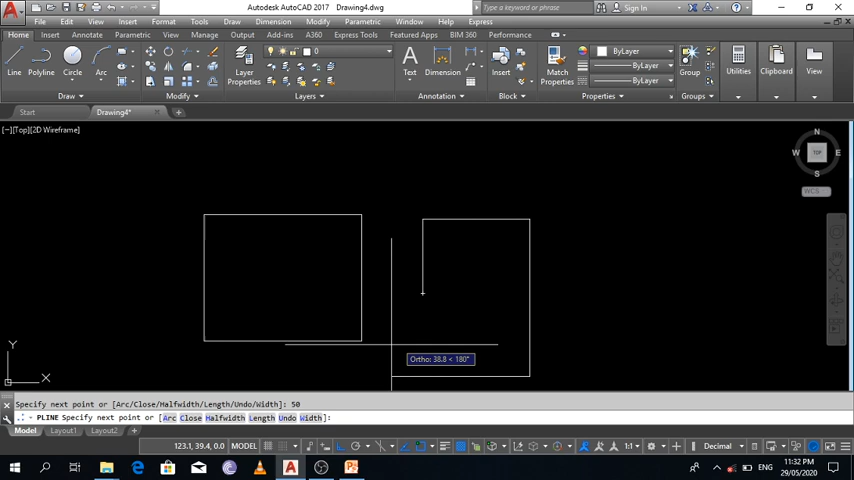 Autodesk AutoCAD 2017 Drawing4.dwg
Type a keyword or phrase
Sign In
File Edit View Insert Format Tools Draw Dimension Modify Parametric Window Help Express
Home Insert Annotate Parametric View Manage Output Add-ins A360 Express Tools Featured Apps BIM 360 Performance
Line Polyline Circle Arc
Layer Properties
0
Text Dimension
Insert
Match Properties
ByLayer
ByLayer
ByLayer
Group
Utilities
Clipboard
View
Draw Modify Layers Annotation Block Properties Groups
Start Drawing4*
[−][Top][2D Wireframe]
N
W TOP E
S
WCS
Ortho: 38.8 < 180°
Y
X
Specify next point or [Arc/Close/Halfwidth/Length/Undo/Width]: 50
PLINE Specify next point or [Arc Close Halfwidth Length Undo Width]:
Model Layout1 Layout2 +
123.1, 39.4, 0.0 MODEL
1:1
Decimal
ENG
11:32 PM
29/05/2020